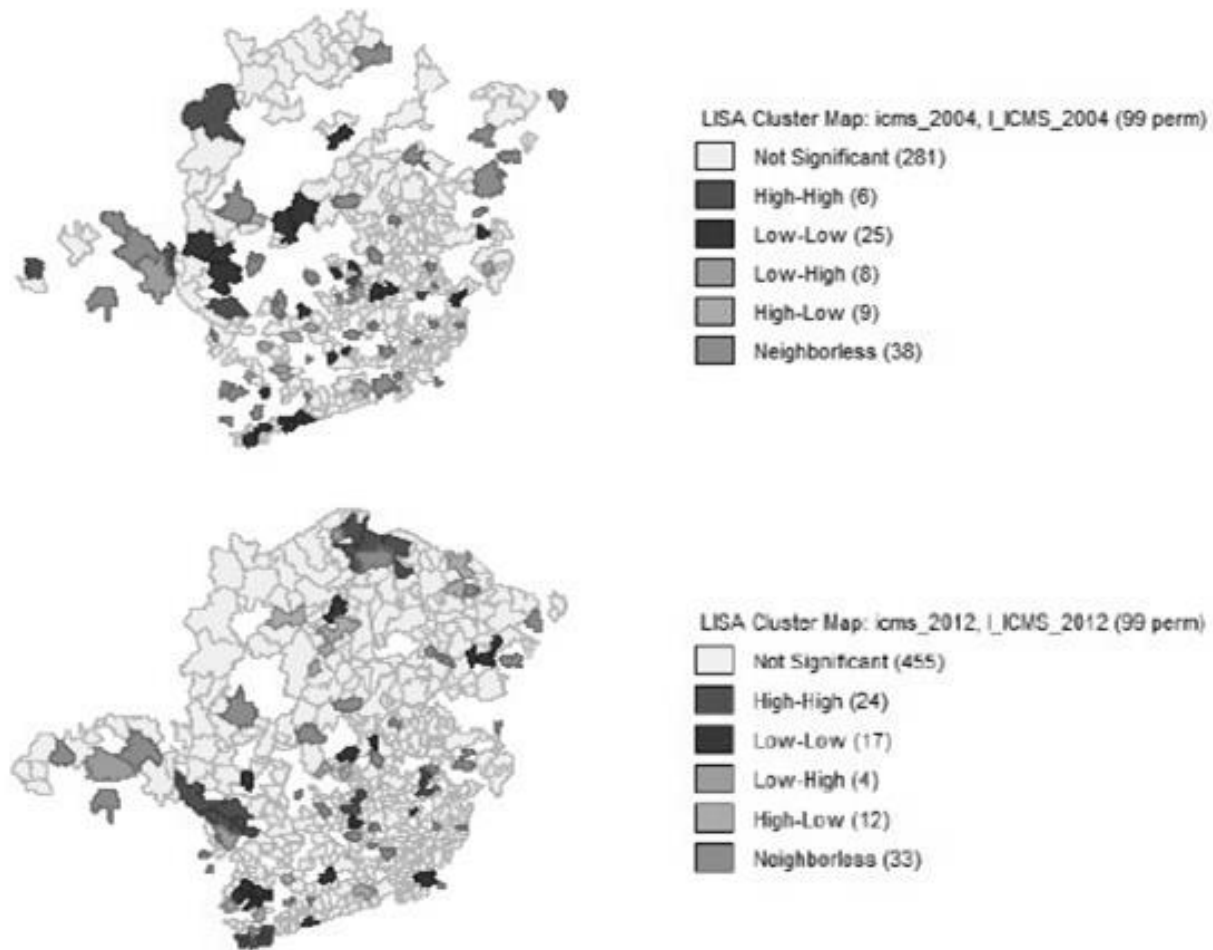 LISA Cluster Map: icms_2004, I_ICMS_2004 (99 perm)
Not Significant (281)
High-High (6)
Low-Low (25)
Low-High (8)
High-Low (9)
Neighborless (38)
LISA Cluster Map: icms_2012, I_ICMS_2012 (99 perm)
Not Significant (455)
High-High (24)
Low-Low (17)
Low-High (4)
High-Low (12)
Neighborless (33)